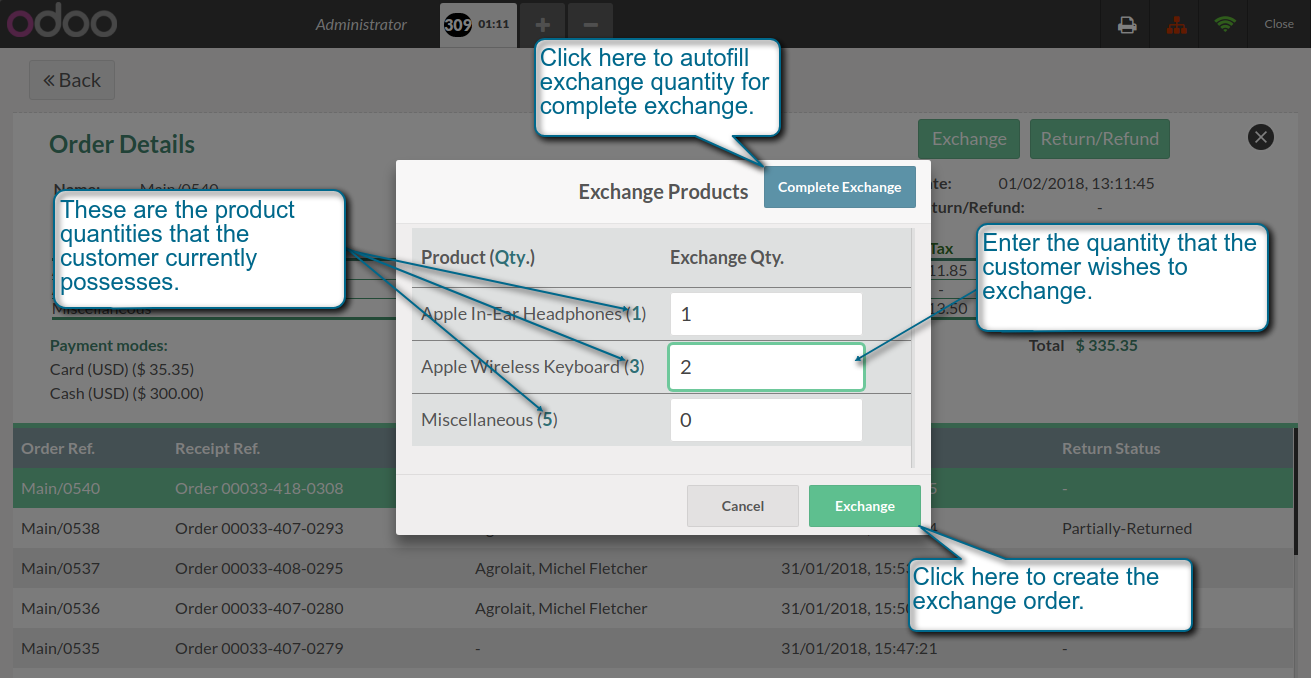 odoo
Administrator
309 01:11
Close
Click here to autofill
exchange quantity for
complete exchange.
Back
Order Details
Exchange
Return/Refund
Name: Main/0540
01/02/2018, 13:11:45
-
Exchange Products
Complete Exchange
These are the product
quantities that the
customer currently
possesses.
Enter the quantity that the
customer wishes to
exchange.
Product (Qty.)
Exchange Qty.
Tax
11.85
-
13.50
Apple In-Ear Headphones (1)
1
Apple Wireless Keyboard (3)
2
Miscellaneous (5)
0
Miscellaneous
Payment modes:
Card (USD) ($ 35.35)
Cash (USD) ($ 300.00)
Total $ 335.35
Cancel
Exchange
Click here to create the
exchange order.
Order Ref. Receipt Ref. Return Status
Main/0540 Order 00033-418-0308 -
Main/0538 Order 00033-407-0293 Partially-Returned
Main/0537 Order 00033-408-0295 Agrolait, Michel Fletcher 31/01/2018, 15:53
Main/0536 Order 00033-407-0280 Agrolait, Michel Fletcher 31/01/2018, 15:50
Main/0535 Order 00033-407-0279 - 31/01/2018, 15:47:21 -